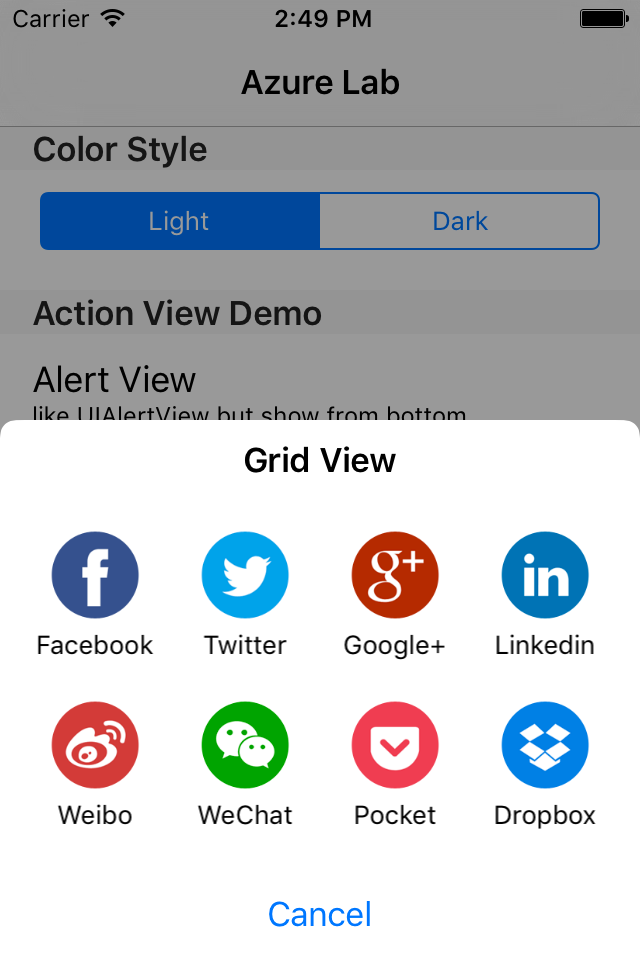 Carrier 2:49 PM
Azure Lab
Color Style
Light Dark
Action View Demo
Alert View
like UIAlertView but show from bottom
Grid View
Facebook Twitter Google+ Linkedin
Weibo WeChat Pocket Dropbox
Cancel